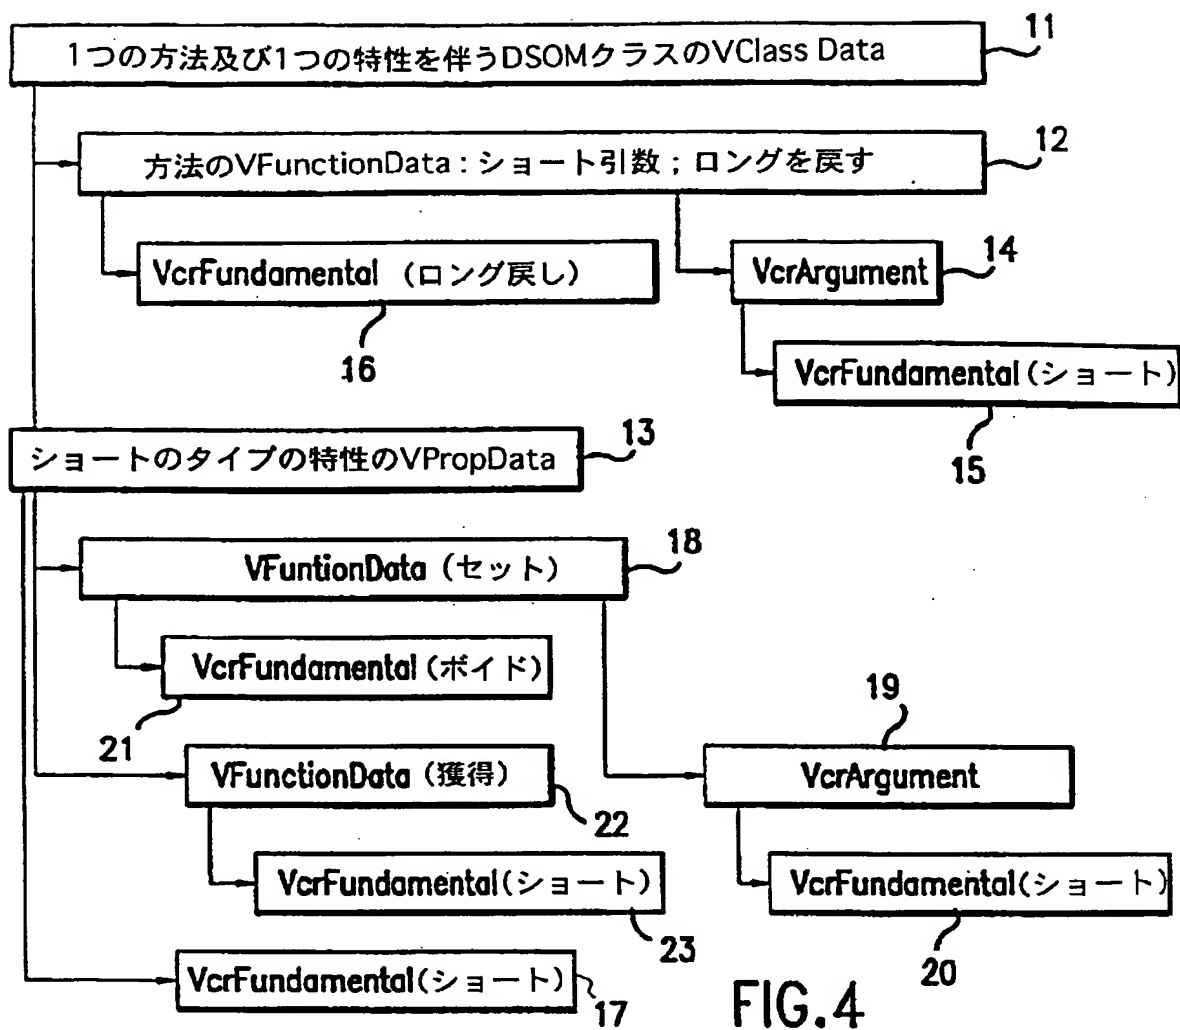 11
1つの方法及び1つの特性を伴うDSOMクラスのVClass Data
12
方法のVFunctionData:ショート引数;ロングを戻す
14
VcrFundamental (ロング戻し)
VcrArgument
16
VcrFundamental(ショート)
15
13
ショートのタイプの特性のVPropData
18
VFuntionData (セット)
VcrFundamental(ボイド)
21
19
VFunctionData (獲得)
VcrArgument
22
VcrFundamental(ショート)
VcrFundamental(ショート)
23
20
VcrFundamental(ショート)
17
FIG.4